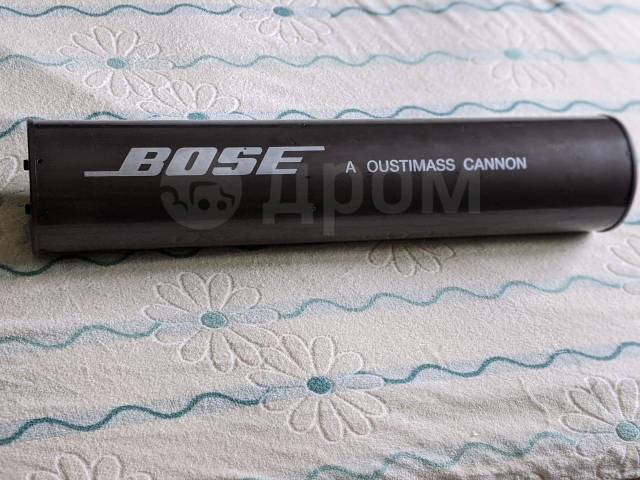 BOSE A OUSTIMASS CANNON
дром